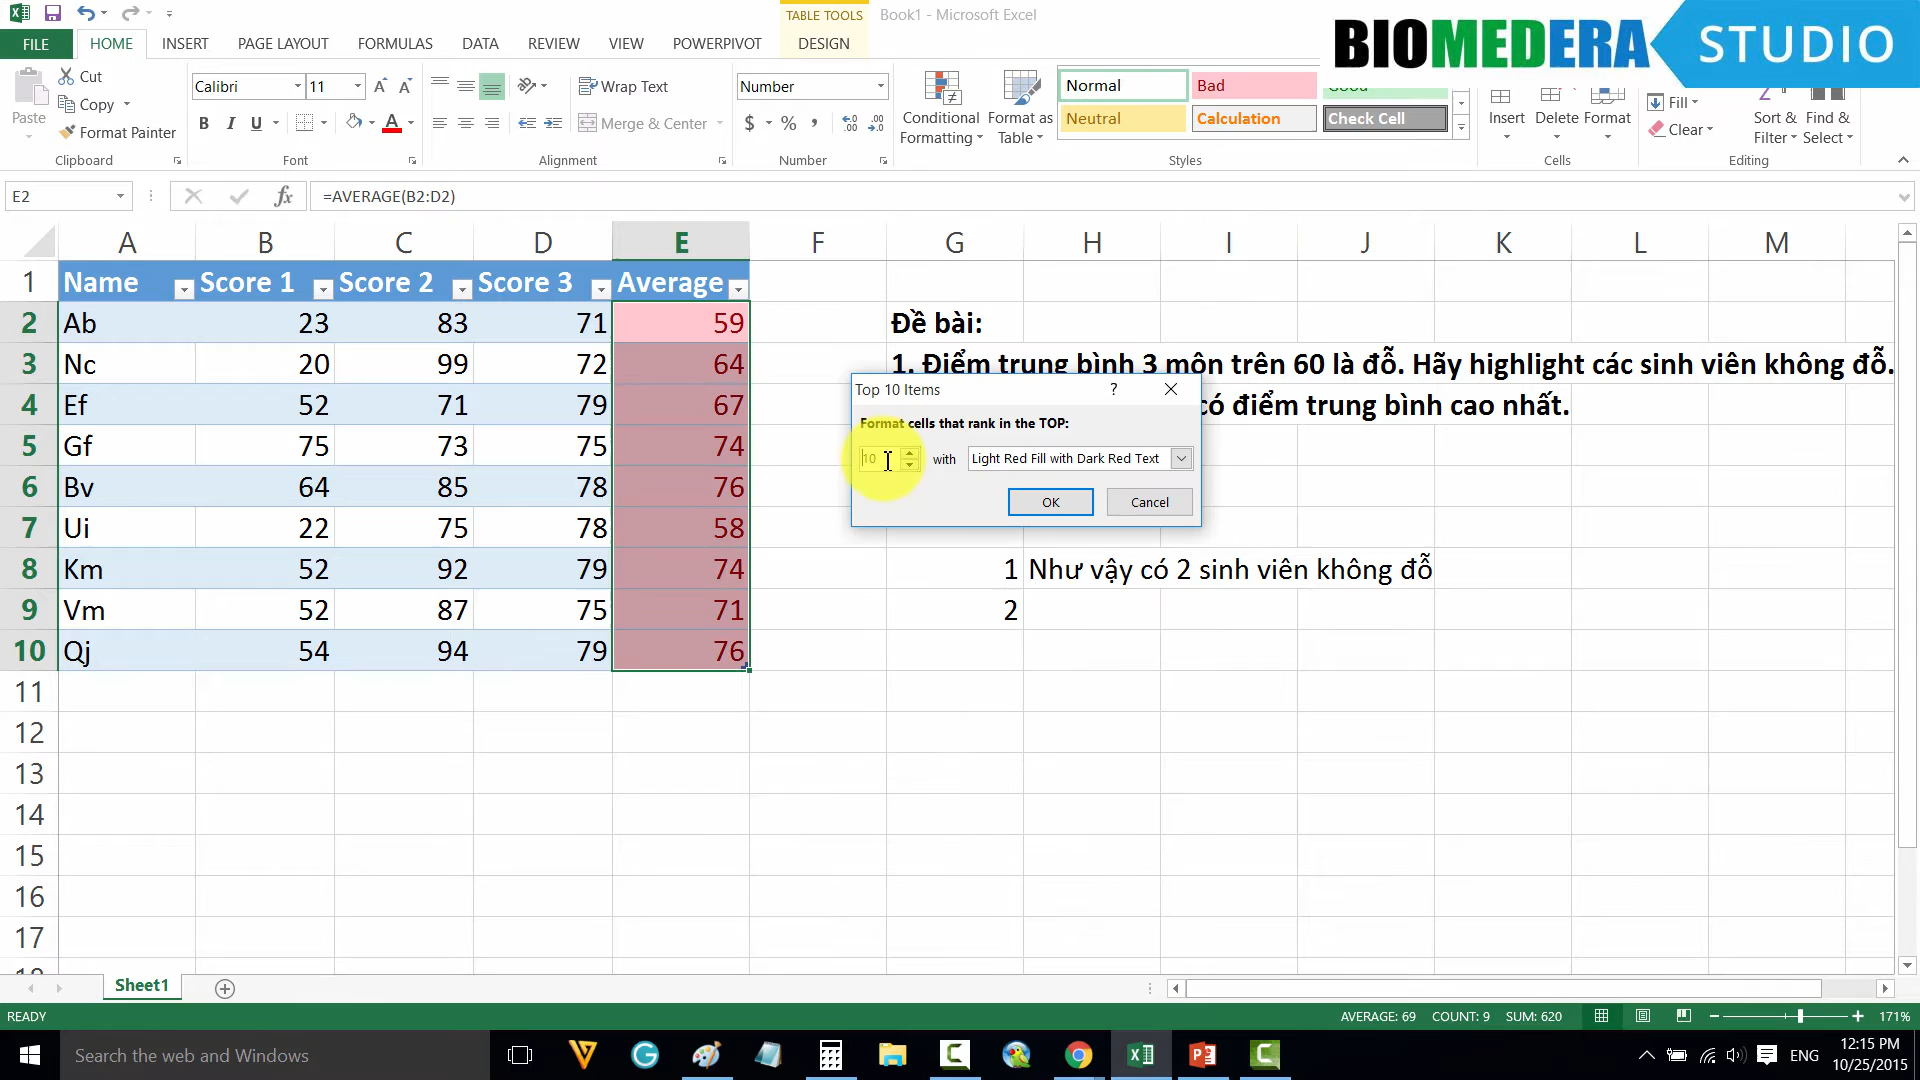 TABLE TOOLS
Book1 - Microsoft Excel
BIOMEDERA STUDIO
FILE HOME INSERT PAGE LAYOUT FORMULAS DATA REVIEW VIEW POWERPIVOT DESIGN
Paste
Cut
Copy
Format Painter
Clipboard
Calibri 11
B I U A
Font
Wrap Text
Merge & Center
Alignment
Number
$ % ,
Number
Conditional Formatting
Format as Table
Normal Bad Good
Neutral Calculation Check Cell
Styles
Insert Delete Format
Cells
Fill
Clear
Sort & Filter
Find & Select
Editing
E2 fx =AVERAGE(B2:D2)
A B C D E F G H I J K L M
1 Name Score 1 Score 2 Score 3 Average
2 Ab 23 83 71 59 Đề bài:
3 Nc 20 99 72 64 1. Điểm trung bình 3 môn trên 60 là đỗ. Hãy highlight các sinh viên không đỗ.
4 Ef 52 71 79 67 có điểm trung bình cao nhất.
5 Gf 75 73 75 74
6 Bv 64 85 78 76
7 Ui 22 75 78 58
8 Km 52 92 79 74 1 Như vậy có 2 sinh viên không đỗ
9 Vm 52 87 75 71 2
10 Qj 54 94 79 76
11
12
13
14
15
16
17
Top 10 Items ?
Format cells that rank in the TOP:
10 with Light Red Fill with Dark Red Text
OK Cancel
Sheet1
READY AVERAGE: 69 COUNT: 9 SUM: 620 171%
Search the web and Windows
ENG
12:15 PM
10/25/2015